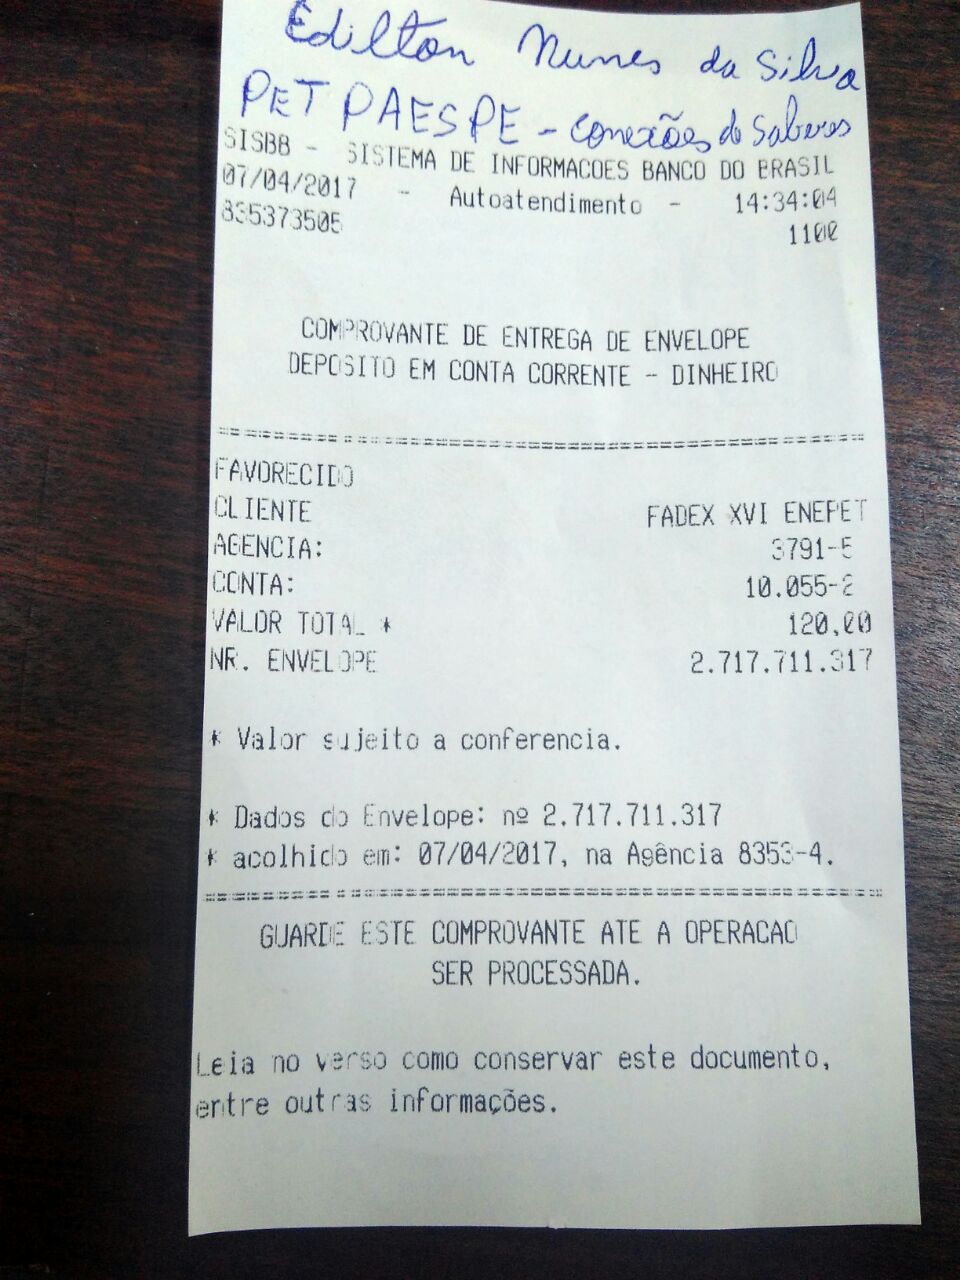 Edilton Nunes da Silva
PET PAESPE - Conexões de Saberes
SISBB - SISTEMA DE INFORMACOES BANCO DO BRASIL
07/04/2017 - Autoatendimento - 14:34:04
835373505 1100
COMPROVANTE DE ENTREGA DE ENVELOPE
DEPOSITO EM CONTA CORRENTE - DINHEIRO
================================================
FAVORECIDO
CLIENTE FADEX XVI ENEPET
AGENCIA: 3791-5
CONTA: 10.055-2
VALOR TOTAL * 120,00
NR. ENVELOPE 2.717.711.317
* Valor sujeito a conferencia.
* Dados do Envelope: nº 2.717.711.317
* acolhido em: 07/04/2017, na Agência 8353-4.
================================================
GUARDE ESTE COMPROVANTE ATE A OPERACAO
SER PROCESSADA.
Leia no verso como conservar este documento,
entre outras informações.